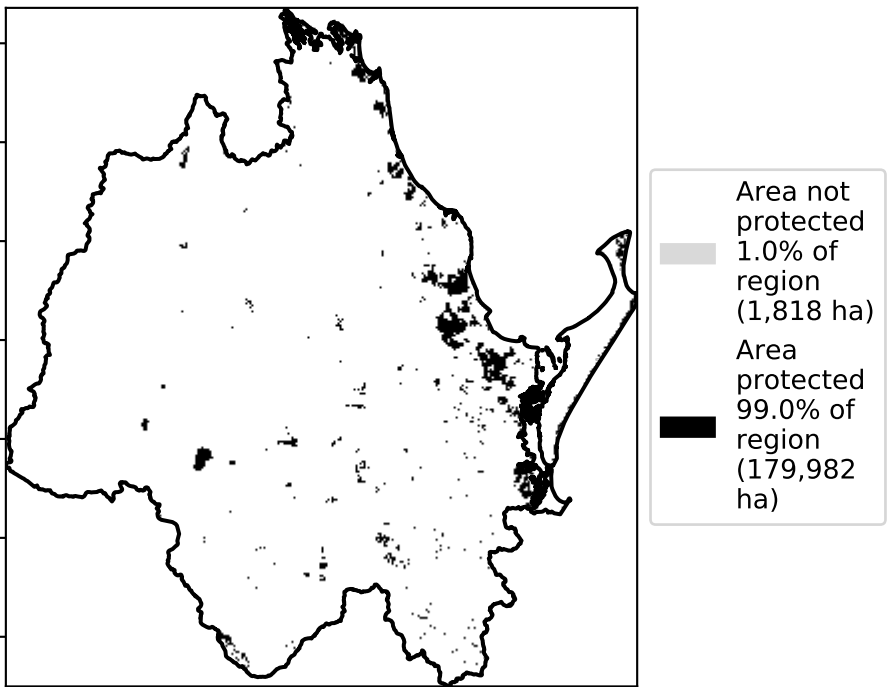 Area not
protected
1.0% of
region
(1,818 ha)
Area
protected
99.0% of
region
(179,982
ha)